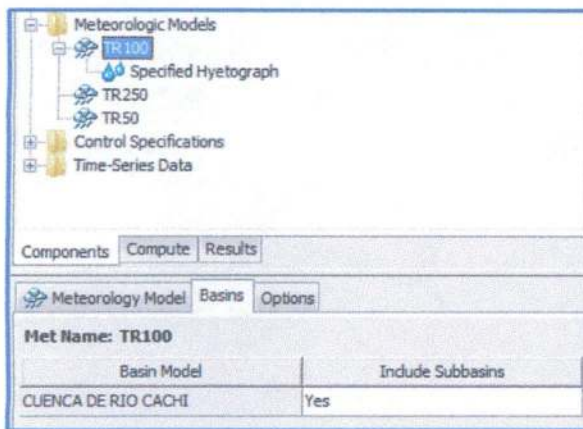 Meteorologic Models
TR100
Specified Hyetograph
TR250
TR50
Control Specifications
Time-Series Data
Components Compute Results
Meteorology Model Basins Options
Met Name: TR100
Basin Model Include Subbasins
CUENCA DE RIO CACHI Yes